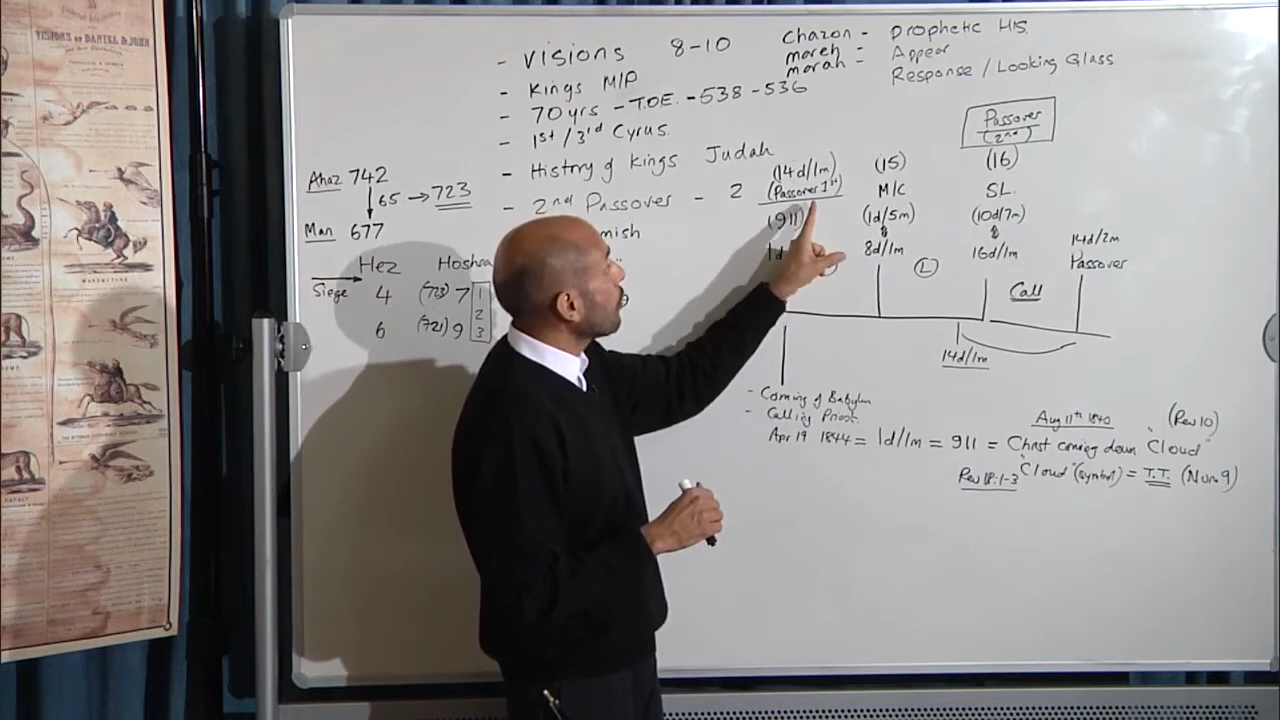 VISIONS OF DANIEL & JOHN
- VISIONS 8-10
- Kings M/P
- 70 yrs - T.O.E. - 538 - 536
- 1st / 3rd Cyrus.
- History of Kings Judah
- 2nd Passover - 2
mish
chazon - Prophetic His.
mareh - Appear
marah - Response / Looking Glass
Passover
(2nd)
(14d/1m) (15) (16)
(Passover 1st) M/C SL.
(911) (1d/5m) (10d/7m)
1d 8d/1m 16d/1m 14d/2m
Passover
(L) Call
14d/1m
Ahaz 742
65 → 723
Man 677
Hez Hoshea
Siege 4 (723) 7 1
2
6 (721) 9 3
- Coming of Babylon
- Calling Priest.
Apr 19 1844 = 1d/1m = 911 = Christ coming down "Cloud"
Aug 11th 1840 (Rev 10)
Rev 18:1-3 "Cloud" (symbol) = T.T. (Num 9)